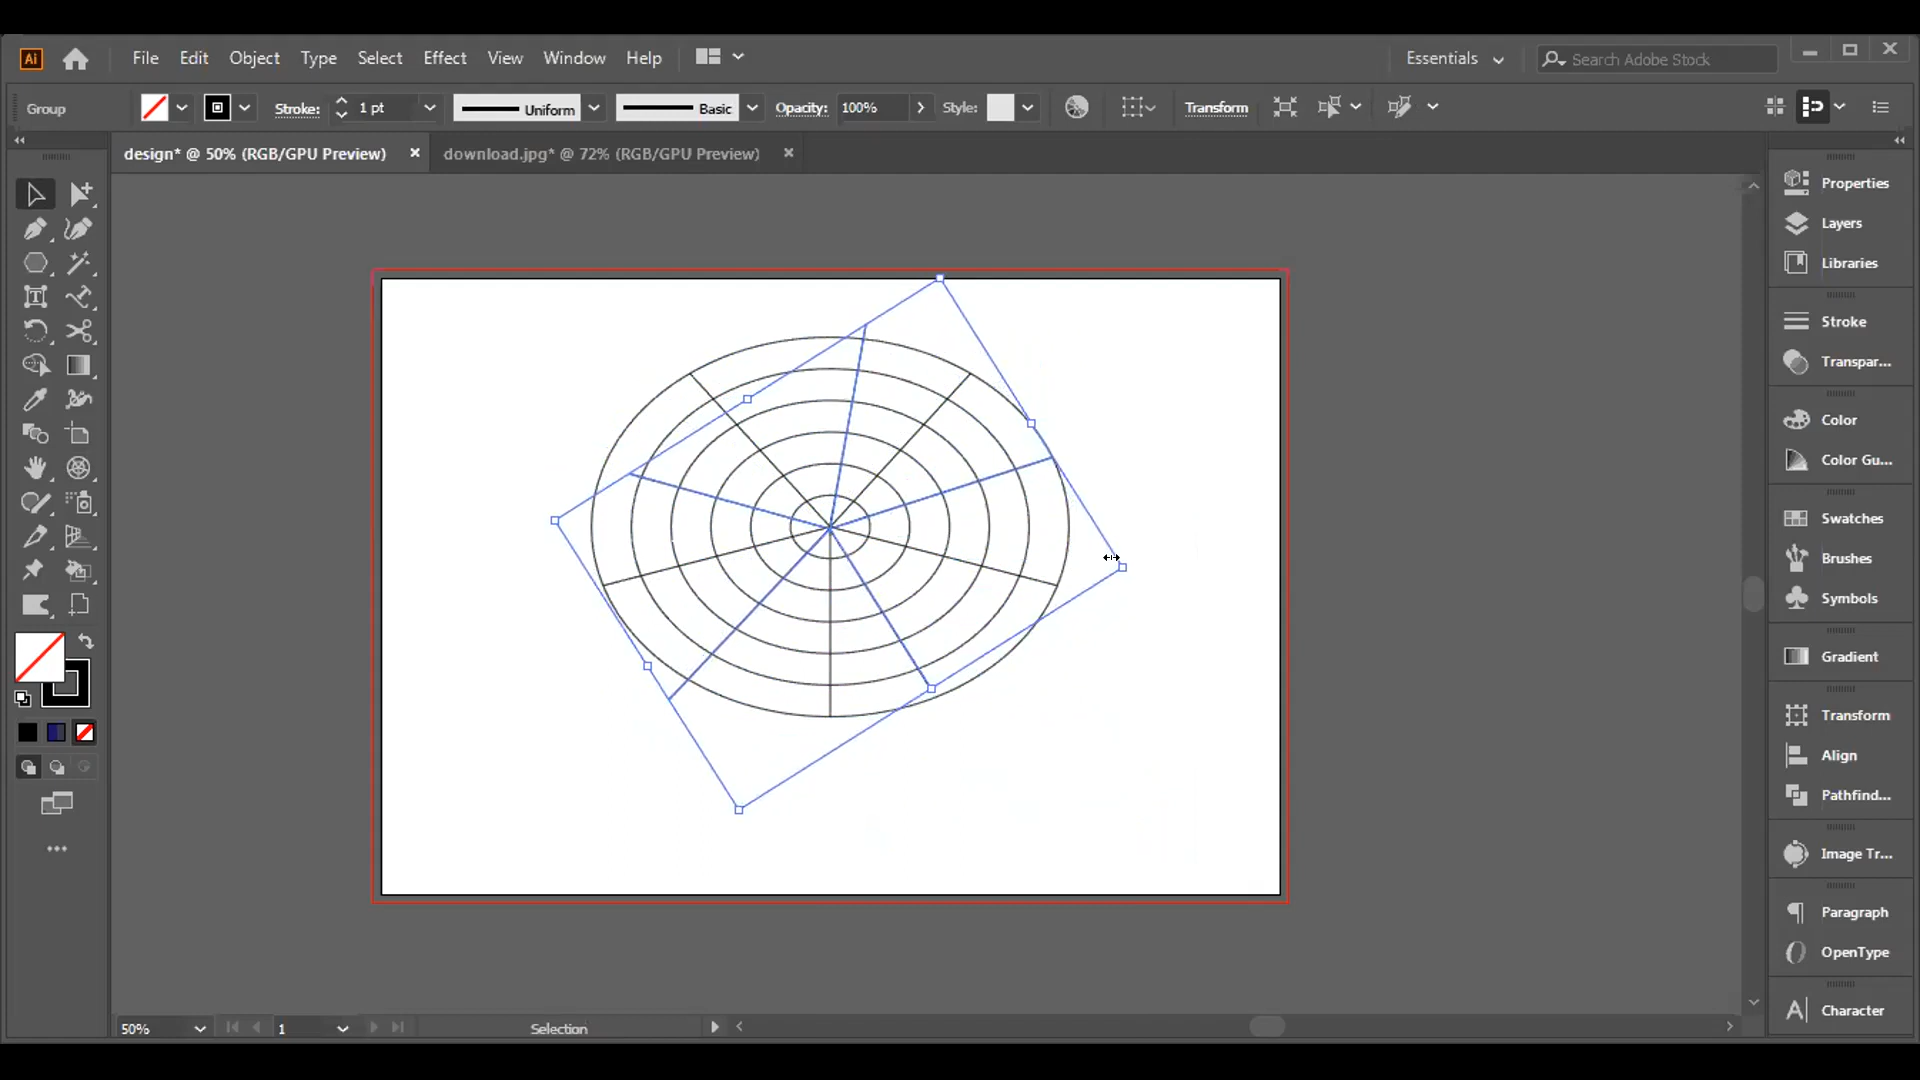 Ai File Edit Object Type Select Effect View Window Help Essentials Search Adobe Stock
Group Stroke: 1 pt Uniform Basic Opacity: 100% Style: Transform
design* @ 50% (RGB/GPU Preview) × download.jpg* @ 72% (RGB/GPU Preview) ×
Properties
Layers
Libraries
Stroke
Transpar...
Color
Color Gu...
Swatches
Brushes
Symbols
Gradient
Transform
Align
Pathfind...
Image Tr...
Paragraph
OpenType
Character
50% 1 Selection